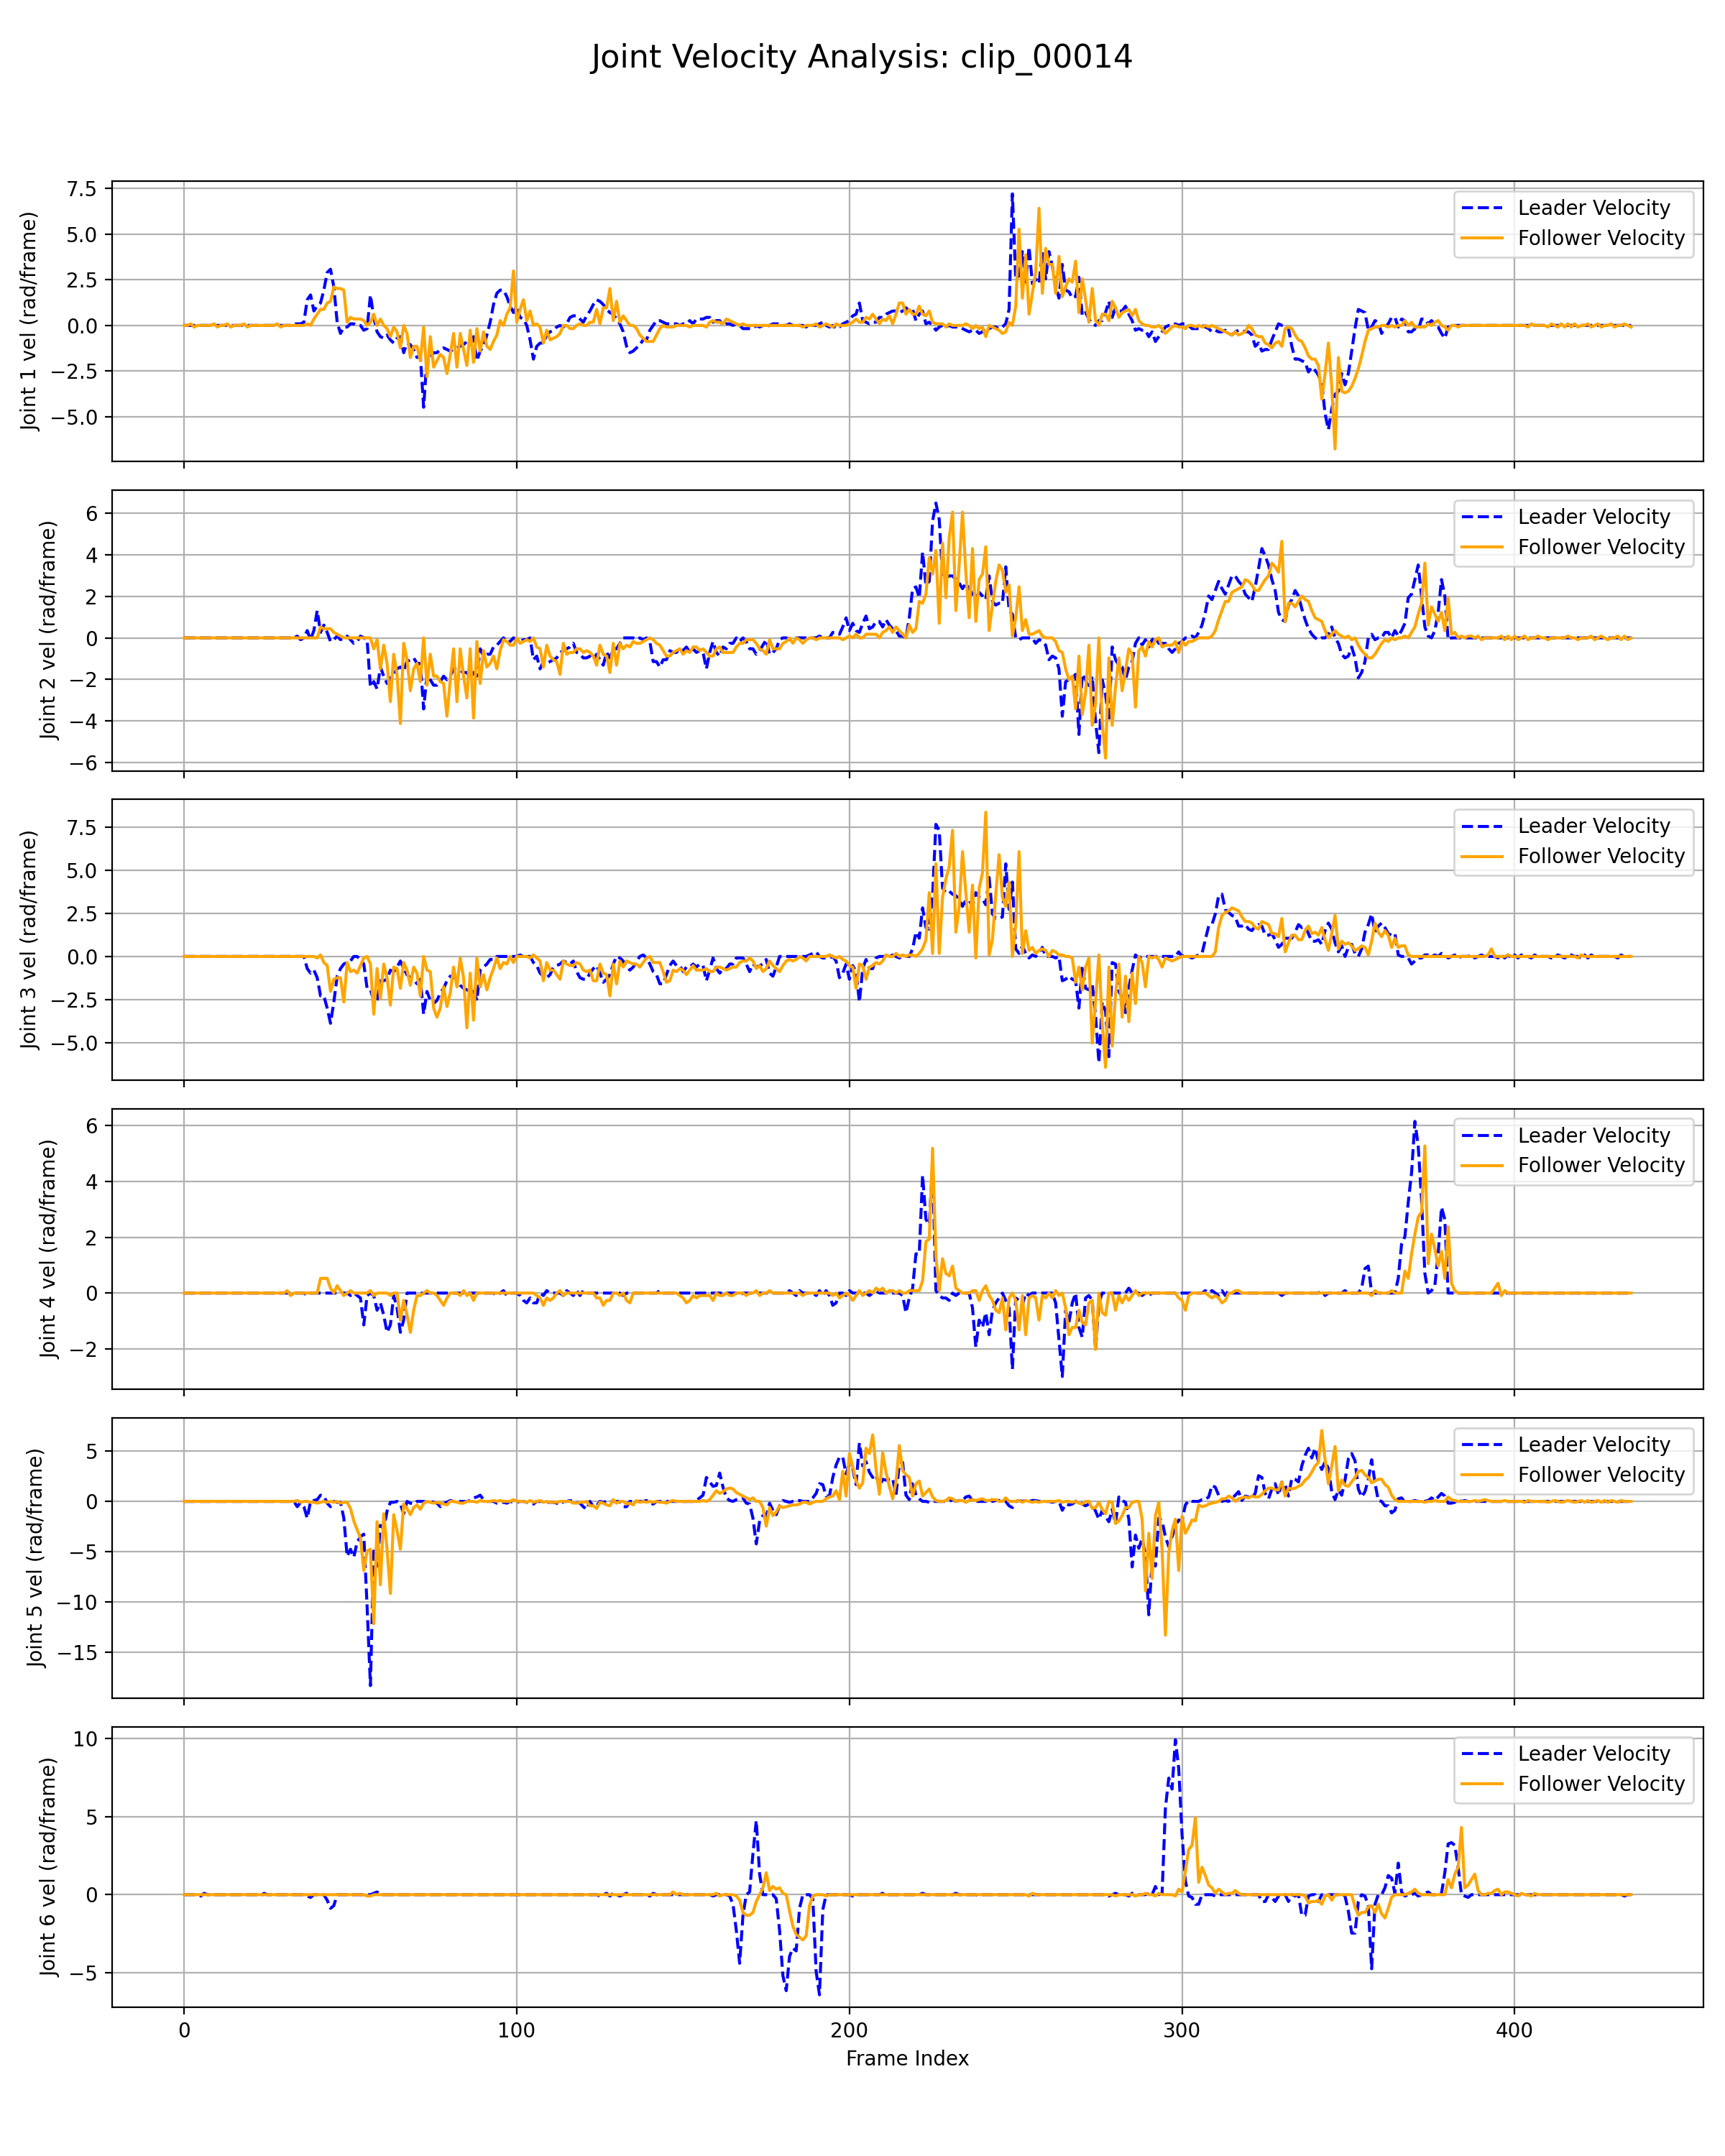 Joint Velocity Analysis: clip_00014
Joint 1 vel (rad/frame)
7.5
5.0
2.5
0.0
−2.5
−5.0
Leader Velocity
Follower Velocity
Joint 2 vel (rad/frame)
6
4
2
0
−2
−4
−6
Leader Velocity
Follower Velocity
Joint 3 vel (rad/frame)
7.5
5.0
2.5
0.0
−2.5
−5.0
Leader Velocity
Follower Velocity
Joint 4 vel (rad/frame)
6
4
2
0
−2
Leader Velocity
Follower Velocity
Joint 5 vel (rad/frame)
5
0
−5
−10
−15
Leader Velocity
Follower Velocity
Joint 6 vel (rad/frame)
10
5
0
−5
Leader Velocity
Follower Velocity
0 100 200 300 400
Frame Index